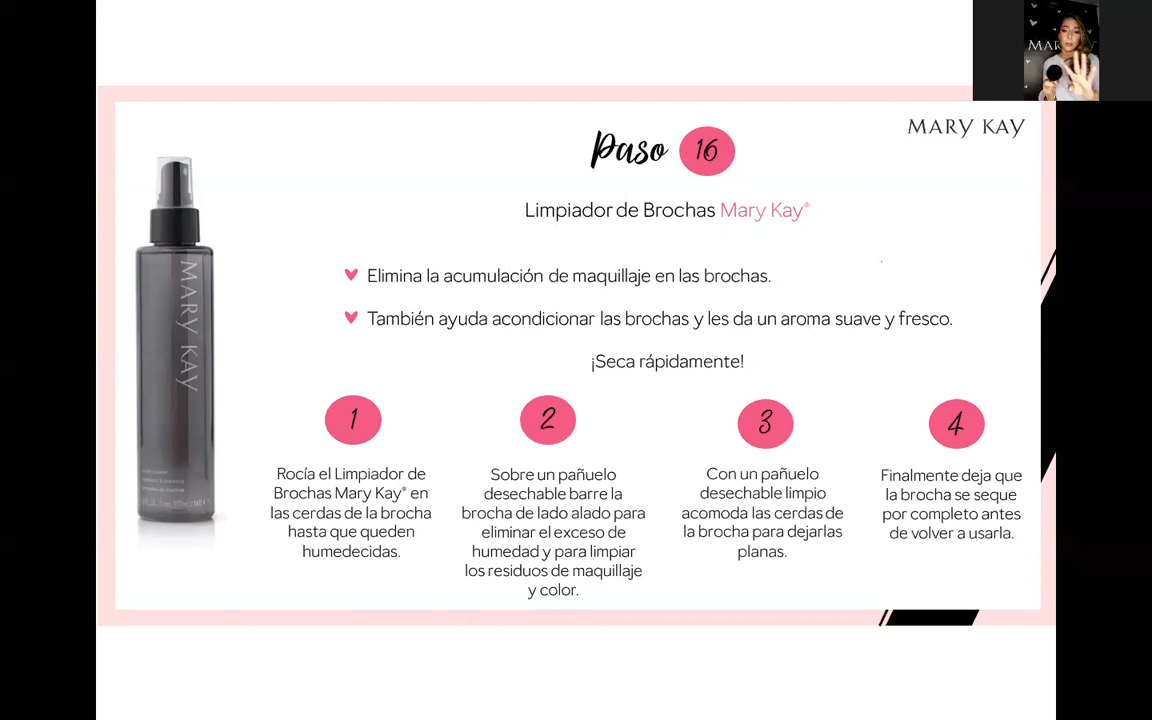 MARY KAY
Paso 16
Limpiador de Brochas Mary Kay®
Elimina la acumulación de maquillaje en las brochas.
También ayuda acondicionar las brochas y les da un aroma suave y fresco.
¡Seca rápidamente!
MARY KAY
1
Rocía el Limpiador de
Brochas Mary Kay® en
las cerdas de la brocha
hasta que queden
humedecidas.
2
Sobre un pañuelo
desechable barre la
brocha de lado alado para
eliminar el exceso de
humedad y para limpiar
los residuos de maquillaje
y color.
3
Con un pañuelo
desechable limpio
acomoda las cerdas de
la brocha para dejarlas
planas.
4
Finalmente deja que
la brocha se seque
por completo antes
de volver a usarla.